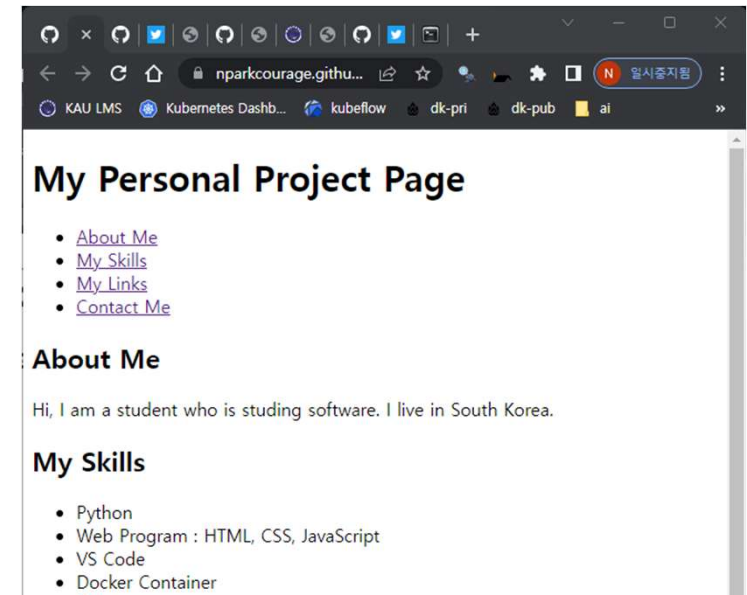 nparkcourage.githu...
N 일시중지됨
KAU LMS Kubernetes Dashb... kubeflow dk-pri dk-pub ai »
My Personal Project Page
About Me
My Skills
My Links
Contact Me
About Me
Hi, I am a student who is studing software. I live in South Korea.
My Skills
Python
Web Program : HTML, CSS, JavaScript
VS Code
Docker Container